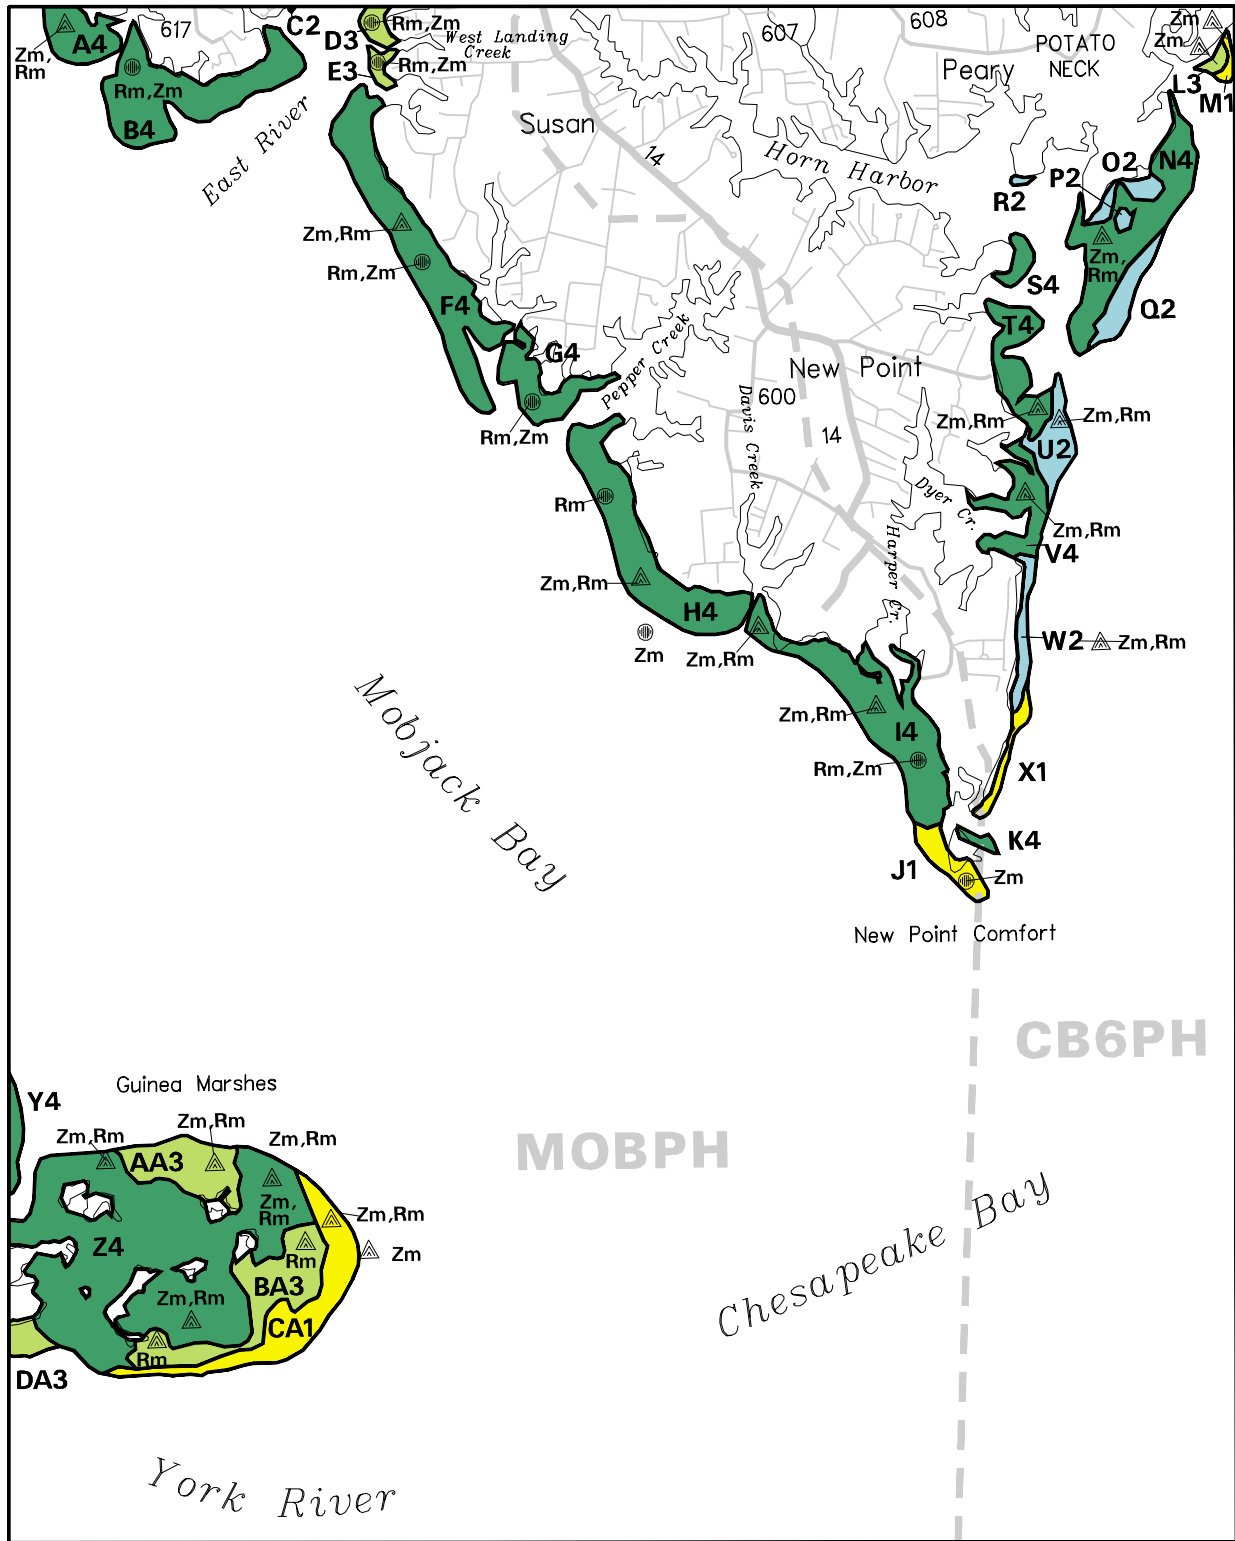 A4
617
C2
D3
Rm,Zm
West Landing
Creek
607
608
POTATO
NECK
Zm
Zm
Zm,
Rm
E3
Rm,Zm
Peary
L3
M1
Rm,Zm
B4
East River
Susan
14
Horn Harbor
R2
P2
O2
N4
Zm,Rm
Rm,Zm
F4
Zm,
Rm
S4
Q2
T4
G4
Pepper Creek
New Point
600
Davis Creek
14
Rm,Zm
Zm,Rm
Zm,Rm
U2
Rm
Dyer Cr.
Zm,Rm
V4
Harper Cr.
Zm,Rm
H4
Zm
Zm,Rm
W2
Zm,Rm
Mobjack Bay
Zm,Rm
I4
Rm,Zm
X1
K4
J1
Zm
New Point Comfort
CB6PH
Guinea Marshes
Y4
Zm,Rm
Zm,Rm
Zm,Rm
AA3
MOBPH
Zm,
Rm
Zm,Rm
Z4
Rm
Zm
BA3
Zm,Rm
CA1
Rm
DA3
Chesapeake Bay
York River